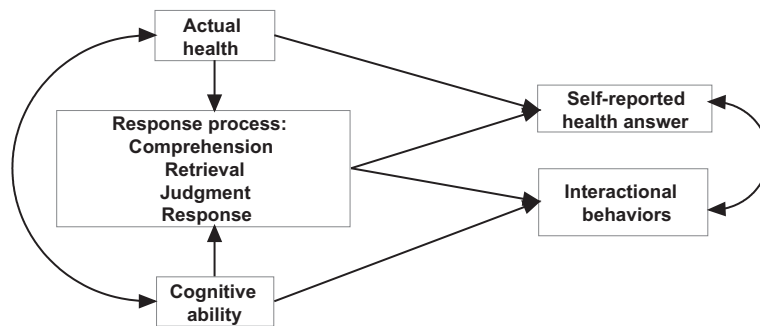 Actual
health
Response process:
Comprehension
Retrieval
Judgment
Response
Self-reported
health answer
Interactional
behaviors
Cognitive
ability